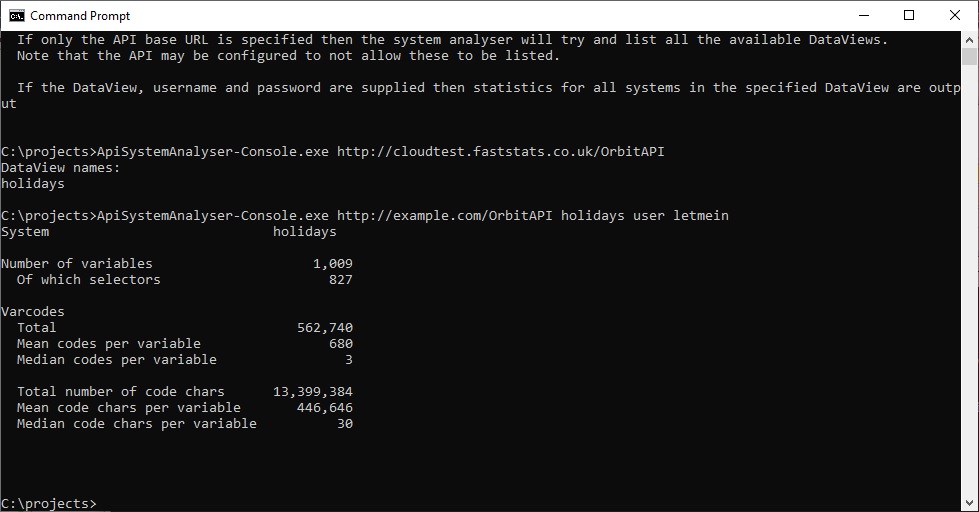 Command Prompt
If only the API base URL is specified then the system analyser will try and list all the available DataViews.
Note that the API may be configured to not allow these to be listed.
If the DataView, username and password are supplied then statistics for all systems in the specified DataView are outp
ut
C:\projects>ApiSystemAnalyser-Console.exe http://cloudtest.faststats.co.uk/OrbitAPI
DataView names:
holidays
C:\projects>ApiSystemAnalyser-Console.exe http://example.com/OrbitAPI holidays user letmein
System holidays
Number of variables 1,009
Of which selectors 827
Varcodes
Total 562,740
Mean codes per variable 680
Median codes per variable 3
Total number of code chars 13,399,384
Mean code chars per variable 446,646
Median code chars per variable 30
C:\projects>